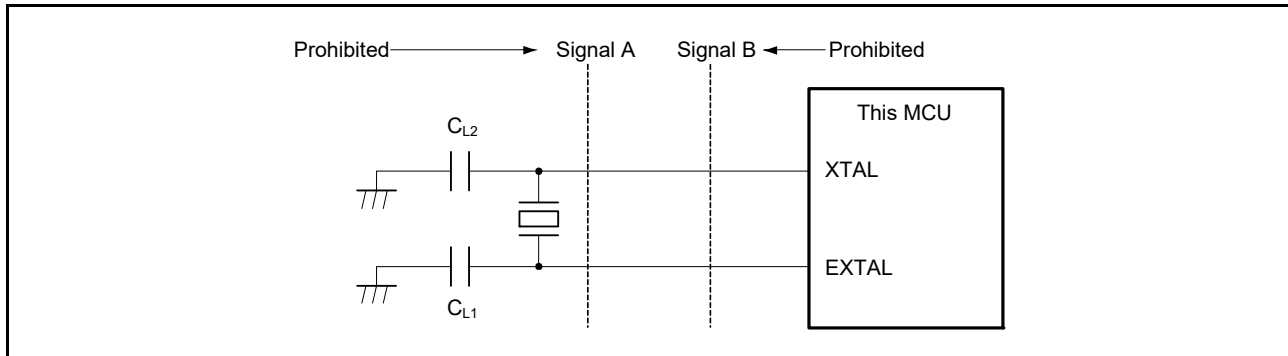 Prohibited Signal A Signal B Prohibited
This MCU
CL2
XTAL
EXTAL
CL1